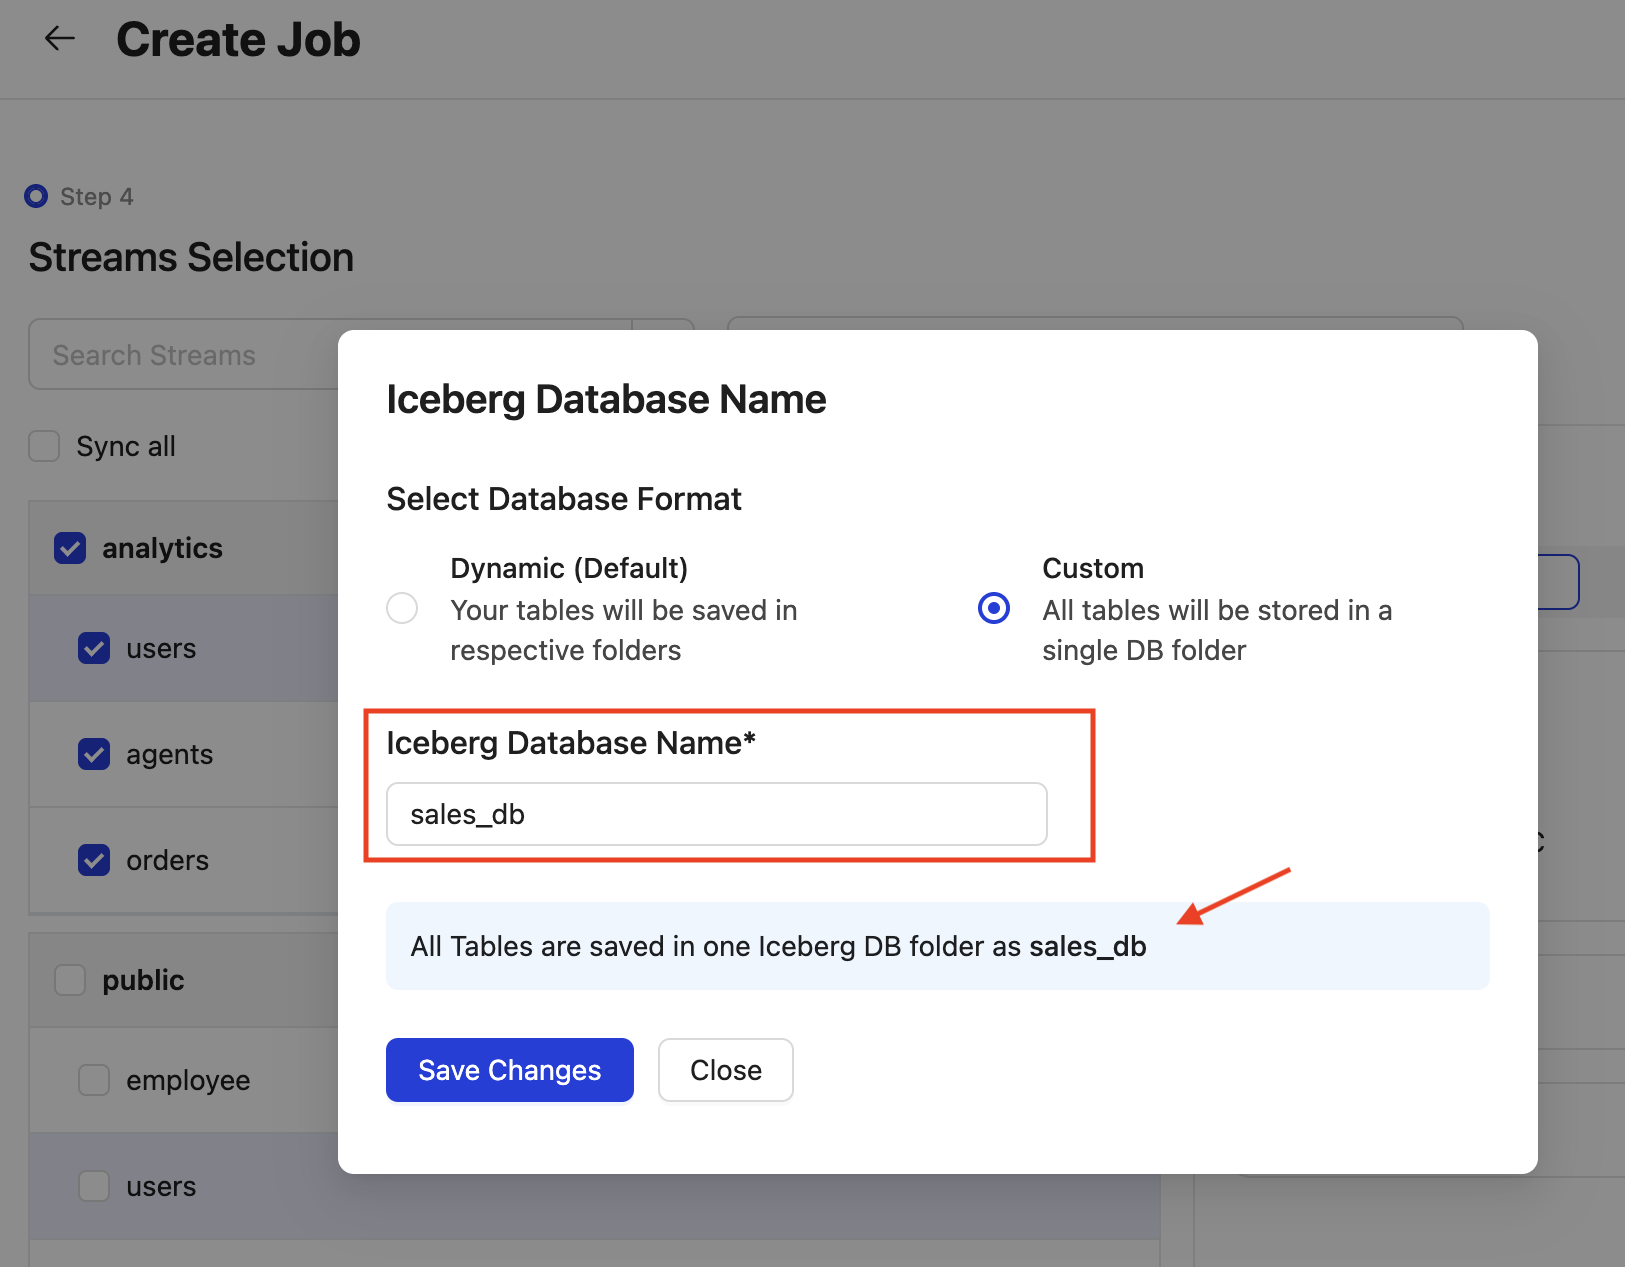 Create Job
Step 4
Streams Selection
Search Streams
Sync all
analytics
users
agents
orders
public
employee
users
Iceberg Database Name
Select Database Format
Dynamic (Default)
Your tables will be saved in
respective folders
Custom
All tables will be stored in a
single DB folder
Iceberg Database Name*
sales_db
All Tables are saved in one Iceberg DB folder as sales_db
Save Changes
Close